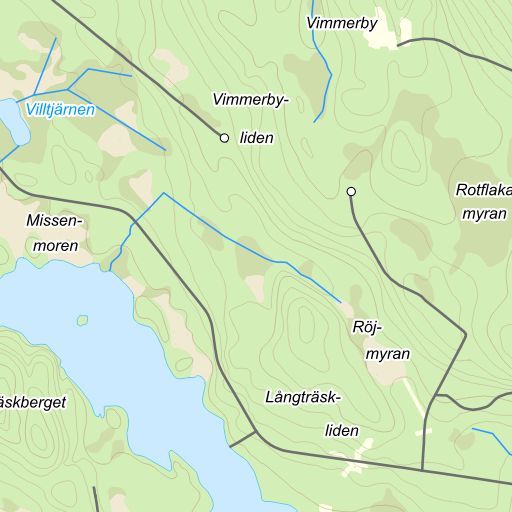 Vimmerby
Vimmerby-
liden
Villtjärnen
Rotflaka
myran
Missen-
moren
Röj-
myran
äskberget
Långträsk-
liden